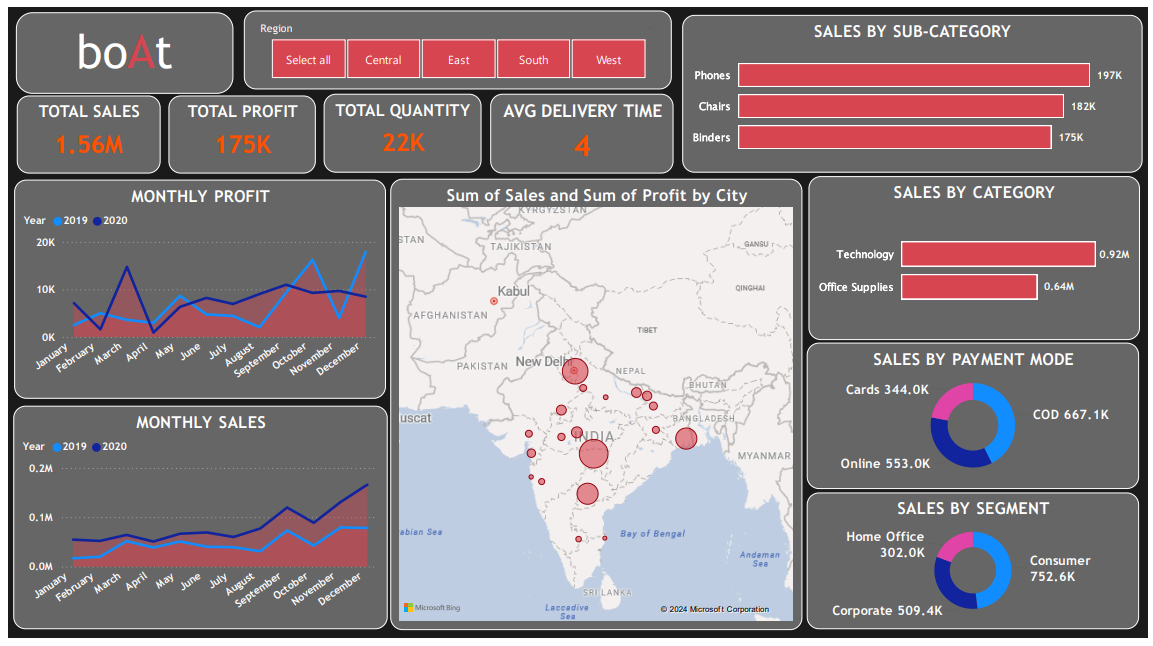 boAt
Region
Select all
Central
East
South
West
TOTAL SALES
1.56M
TOTAL PROFIT
175K
TOTAL QUANTITY
22K
AVG DELIVERY TIME
4
SALES BY SUB-CATEGORY
Phones
197K
Chairs
182K
Binders
175K
MONTHLY PROFIT
Year 2019 2020
20K
10K
0K
January
February
March
April
May
June
July
August
September
October
November
December
MONTHLY SALES
Year 2019 2020
0.2M
0.1M
0.0M
January
February
March
April
May
June
July
August
September
October
November
December
Sum of Sales and Sum of Profit by City
KYRGYZSTAN
STAN
TAJIKISTAN
GANSU
Kabul
QINGHAI
AFGHANISTAN
TIBET
PAKISTAN
New Delhi
NEPAL
BHUTAN
uscat
BANGLADESH
INDIA
MYANMAR
abian Sea
Bay of Bengal
Andaman
Sea
SRI LANKA
Microsoft Bing
Laccadive
Sea
© 2024 Microsoft Corporation
SALES BY CATEGORY
Technology
0.92M
Office Supplies
0.64M
SALES BY PAYMENT MODE
Cards 344.0K
COD 667.1K
Online 553.0K
SALES BY SEGMENT
Home Office
302.0K
Consumer
752.6K
Corporate 509.4K